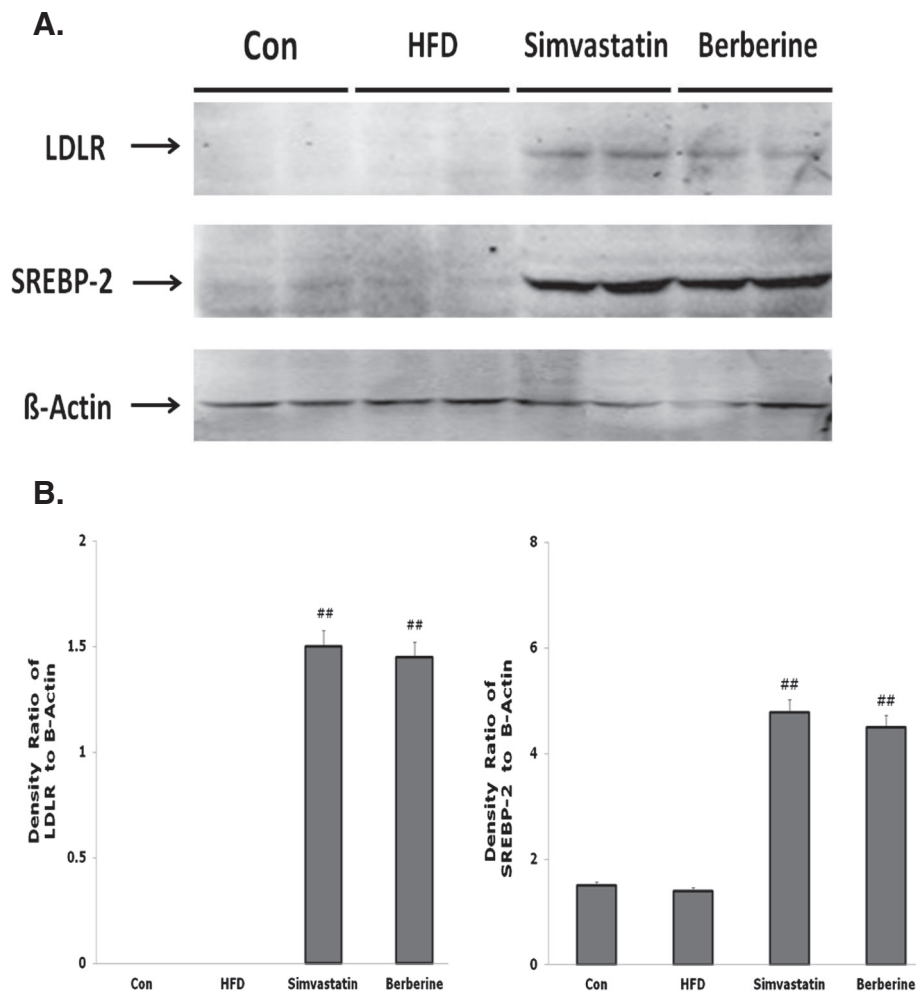 A.
Con HFD Simvastatin Berberine
LDLR
SREBP-2
ß-Actin
B.
Density Ratio of
LDLR to B-Actin
2
1.5
1
0.5
0
##
##
Con HFD Simvastatin Berberine
Density Ratio of
SREBP-2 to B-Actin
8
6
4
2
0
##
##
Con HFD Simvastatin Berberine